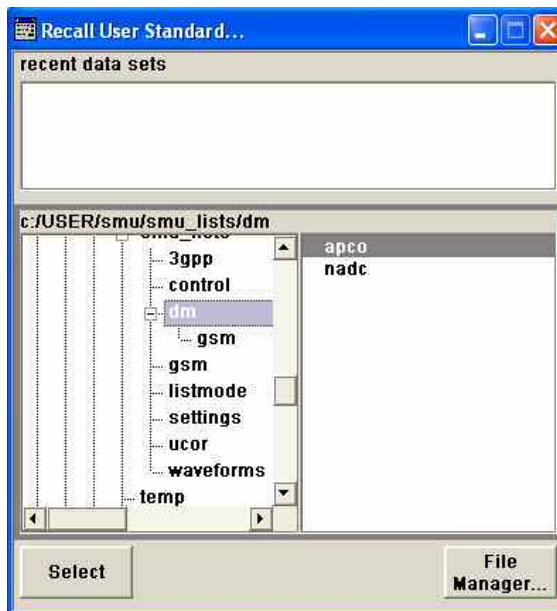 Recall User Standard...
recent data sets
c:/USER/smu/smu_lists/dm
smu_lists
3gpp
control
dm
gsm
gsm
listmode
settings
ucor
waveforms
temp
apco
nadc
Select
File
Manager...